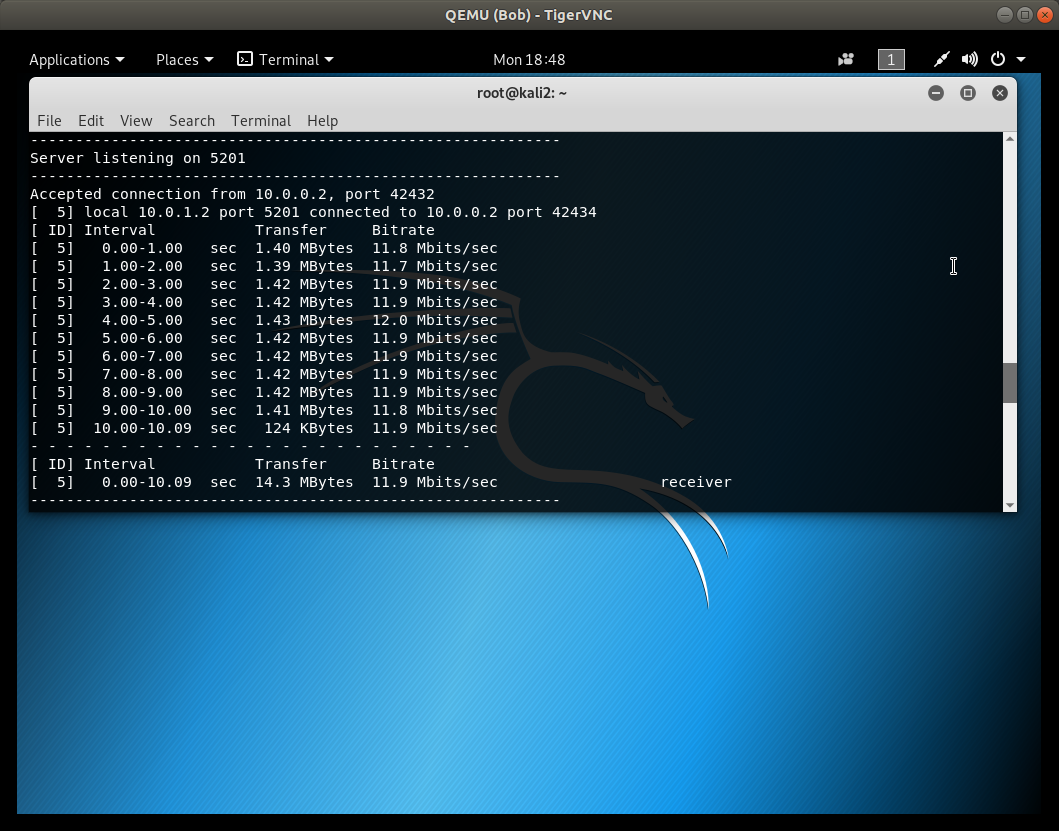 QEMU (Bob) - TigerVNC
Applications Places Terminal Mon 18:48 1
root@kali2: ~
File Edit View Search Terminal Help
-----------------------------------------------------------
Server listening on 5201
-----------------------------------------------------------
Accepted connection from 10.0.0.2, port 42432
[  5] local 10.0.1.2 port 5201 connected to 10.0.0.2 port 42434
[ ID] Interval           Transfer     Bitrate
[  5]   0.00-1.00   sec  1.40 MBytes  11.8 Mbits/sec
[  5]   1.00-2.00   sec  1.39 MBytes  11.7 Mbits/sec
[  5]   2.00-3.00   sec  1.42 MBytes  11.9 Mbits/sec
[  5]   3.00-4.00   sec  1.42 MBytes  11.9 Mbits/sec
[  5]   4.00-5.00   sec  1.43 MBytes  12.0 Mbits/sec
[  5]   5.00-6.00   sec  1.42 MBytes  11.9 Mbits/sec
[  5]   6.00-7.00   sec  1.42 MBytes  11.9 Mbits/sec
[  5]   7.00-8.00   sec  1.42 MBytes  11.9 Mbits/sec
[  5]   8.00-9.00   sec  1.42 MBytes  11.9 Mbits/sec
[  5]   9.00-10.00  sec  1.41 MBytes  11.8 Mbits/sec
[  5]  10.00-10.09  sec   124 KBytes  11.9 Mbits/sec
- - - - - - - - - - - - - - - - - - - - - - - - -
[ ID] Interval           Transfer     Bitrate
[  5]   0.00-10.09  sec  14.3 MBytes  11.9 Mbits/sec                  receiver
-----------------------------------------------------------